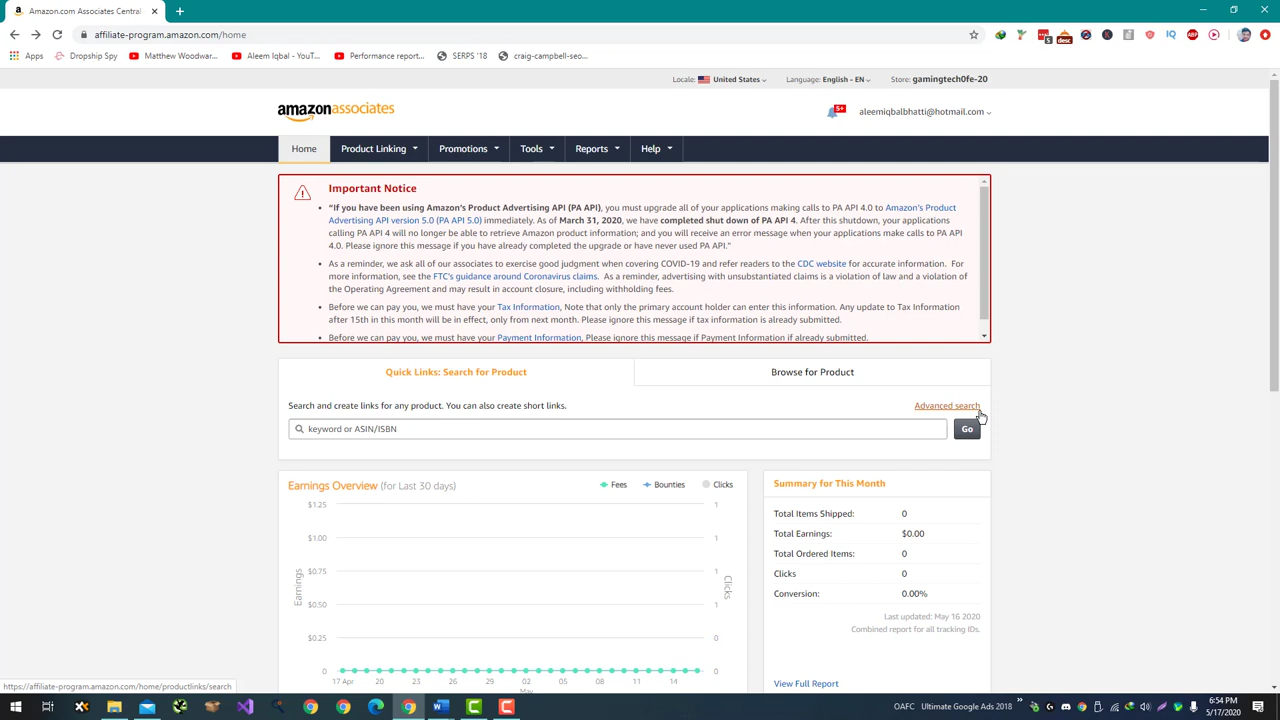 Amazon.com Associates Central
affiliate-program.amazon.com/home
5
desc
ABP
IQ
Apps
Dropship Spy
Matthew Woodwar...
Aleem Iqbal - YouT...
Performance report...
SERPS '18
craig-campbell-seo...
Locale: United States
Language: English - EN
Store: gamingtech0fe-20
amazonassociates
5+
aleemiqbalbhatti@hotmail.com
Home
Product Linking
Promotions
Tools
Reports
Help
Important Notice
• “If you have been using Amazon's Product Advertising API (PA API), you must upgrade all of your applications making calls to PA API 4.0 to Amazon's Product
Advertising API version 5.0 (PA API 5.0) immediately. As of March 31, 2020, we have completed shut down of PA API 4. After this shutdown, your applications
calling PA API 4 will no longer be able to retrieve Amazon product information; and you will receive an error message when your applications make calls to PA API
4.0. Please ignore this message if you have already completed the upgrade or have never used PA API.”
• As a reminder, we ask all of our associates to exercise good judgment when covering COVID-19 and refer readers to the CDC website for accurate information. For
more information, see the FTC's guidance around Coronavirus claims. As a reminder, advertising with unsubstantiated claims is a violation of law and a violation of
the Operating Agreement and may result in account closure, including withholding fees.
• Before we can pay you, we must have your Tax Information, Note that only the primary account holder can enter this information. Any update to Tax Information
after 15th in this month will be in effect, only from next month. Please ignore this message if tax information is already submitted.
• Before we can pay you, we must have your Payment Information, Please ignore this message if Payment Information if already submitted.
Quick Links: Search for Product
Browse for Product
Search and create links for any product. You can also create short links.
Advanced search
keyword or ASIN/ISBN
Go
Earnings Overview (for Last 30 days)
Fees
Bounties
Clicks
$1.25
$1.00
$0.75
$0.50
$0.25
0
Earnings
1
1
1
1
0
0
Clicks
17 Apr
20
23
26
29
02
05
08
11
14
May
Summary for This Month
Total Items Shipped: 0
Total Earnings: $0.00
Total Ordered Items: 0
Clicks 0
Conversion: 0.00%
Last updated: May 16 2020
Combined report for all tracking IDs.
View Full Report
https://affiliate-program.amazon.com/home/productlinks/search
OAFC
Ultimate Google Ads 2018
6:54 PM
5/17/2020